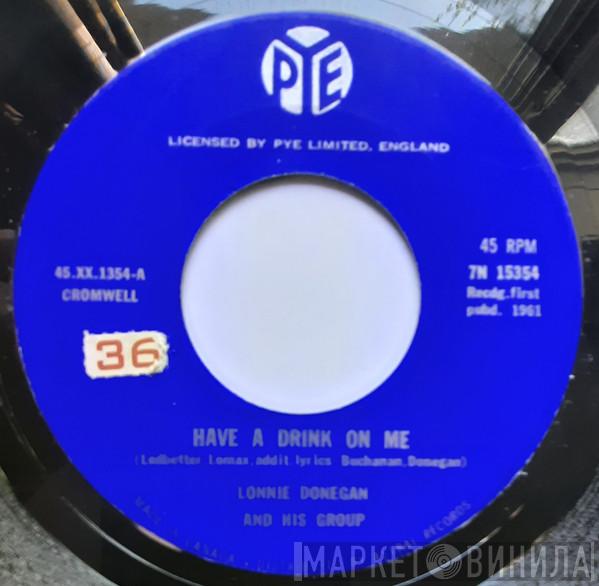 PYE
LICENSED BY PYE LIMITED, ENGLAND
45 RPM
45.XX.1354-A
7N 15354
CROMWELL
Recdg.first
pubd. 1961
36
HAVE A DRINK ON ME
(Ledbetter Lomax,addit lyrics Buchanan,Donegan)
LONNIE DONEGAN
AND HIS GROUP
RECORDS
МАРКЕТ ВИНИЛА